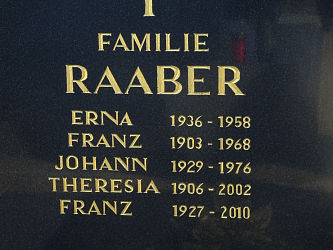 FAMILIE
RAABER
ERNA 1936 - 1958
FRANZ 1903 - 1968
JOHANN 1929 - 1976
THERESIA 1906 - 2002
FRANZ 1927 - 2010